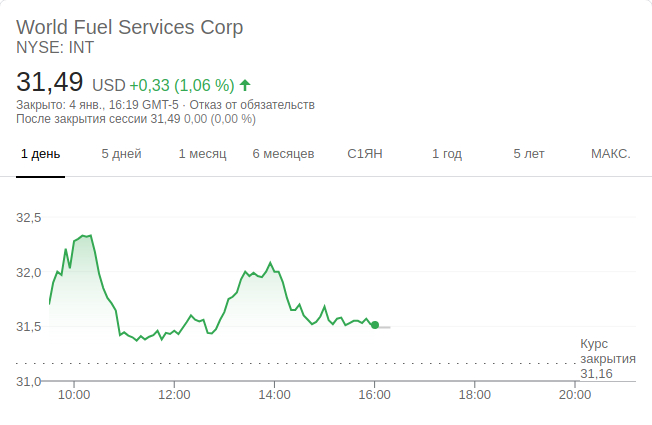 World Fuel Services Corp
NYSE: INT
31,49 USD +0,33 (1,06 %)
Закрыто: 4 янв., 16:19 GMT-5 · Отказ от обязательств
После закрытия сессии 31,49 0,00 (0,00 %)
1 день 5 дней 1 месяц 6 месяцев С1ЯН 1 год 5 лет МАКС.
32,5
32,0
31,5
Курс
закрытия
31,16
31,0
10:00 12:00 14:00 16:00 18:00 20:00